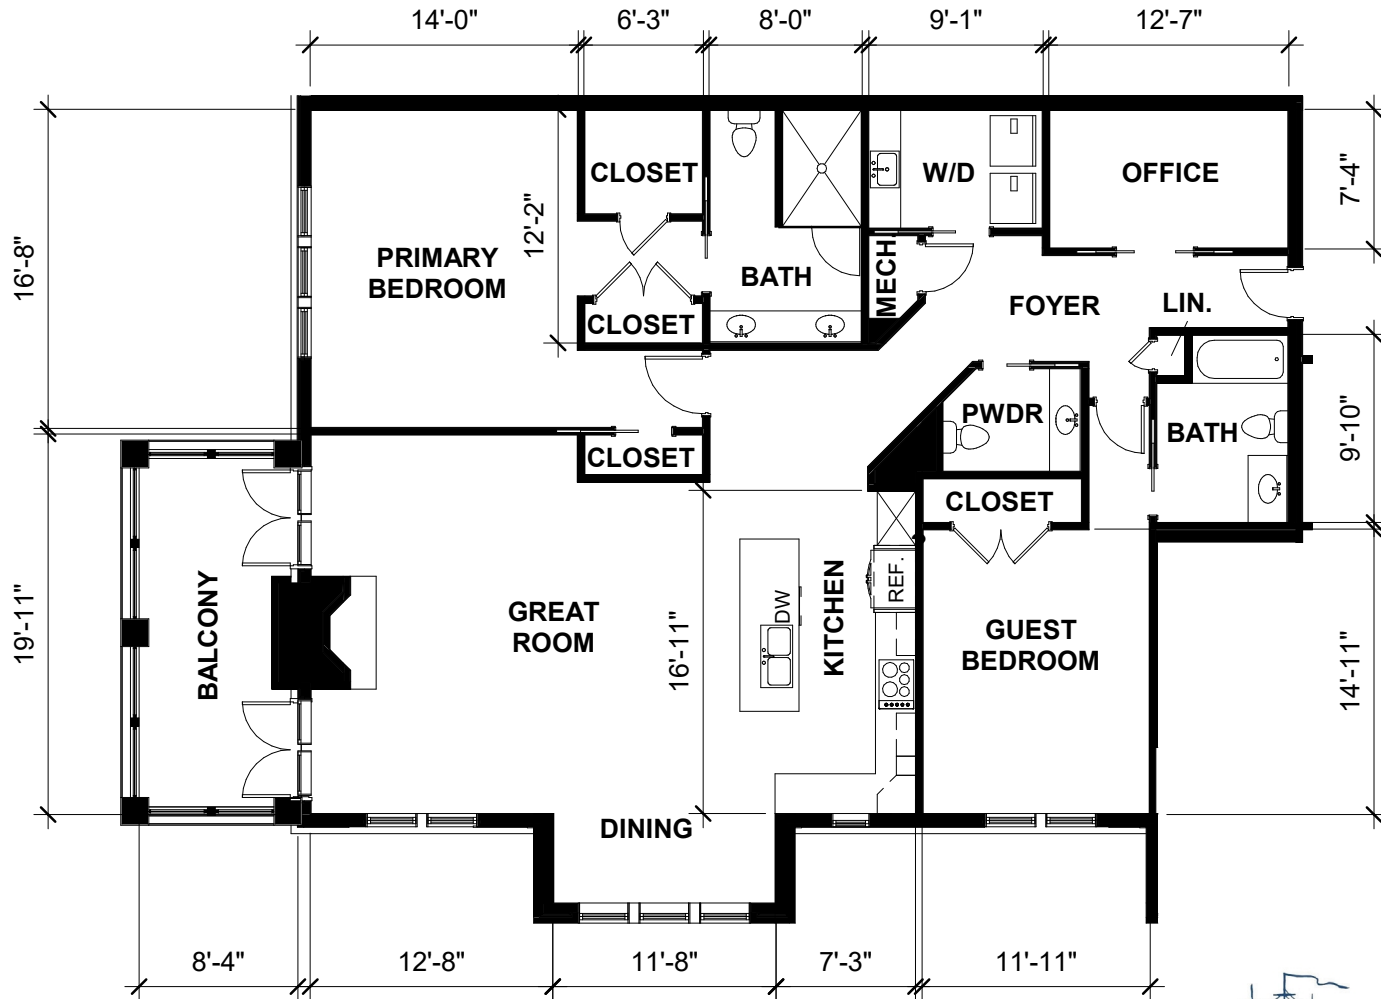 14'-0"
6'-3"
8'-0"
9'-1"
12'-7"
16'-8"
12'-2"
7'-4"
CLOSET
W/D
OFFICE
PRIMARY
BEDROOM
BATH
MECH
FOYER
LIN.
CLOSET
PWDR
BATH
9'-10"
CLOSET
CLOSET
19'-11"
BALCONY
GREAT
ROOM
16'-11"
DW
KITCHEN
REF.
GUEST
BEDROOM
14'-11"
DINING
8'-4"
12'-8"
11'-8"
7'-3"
11'-11"